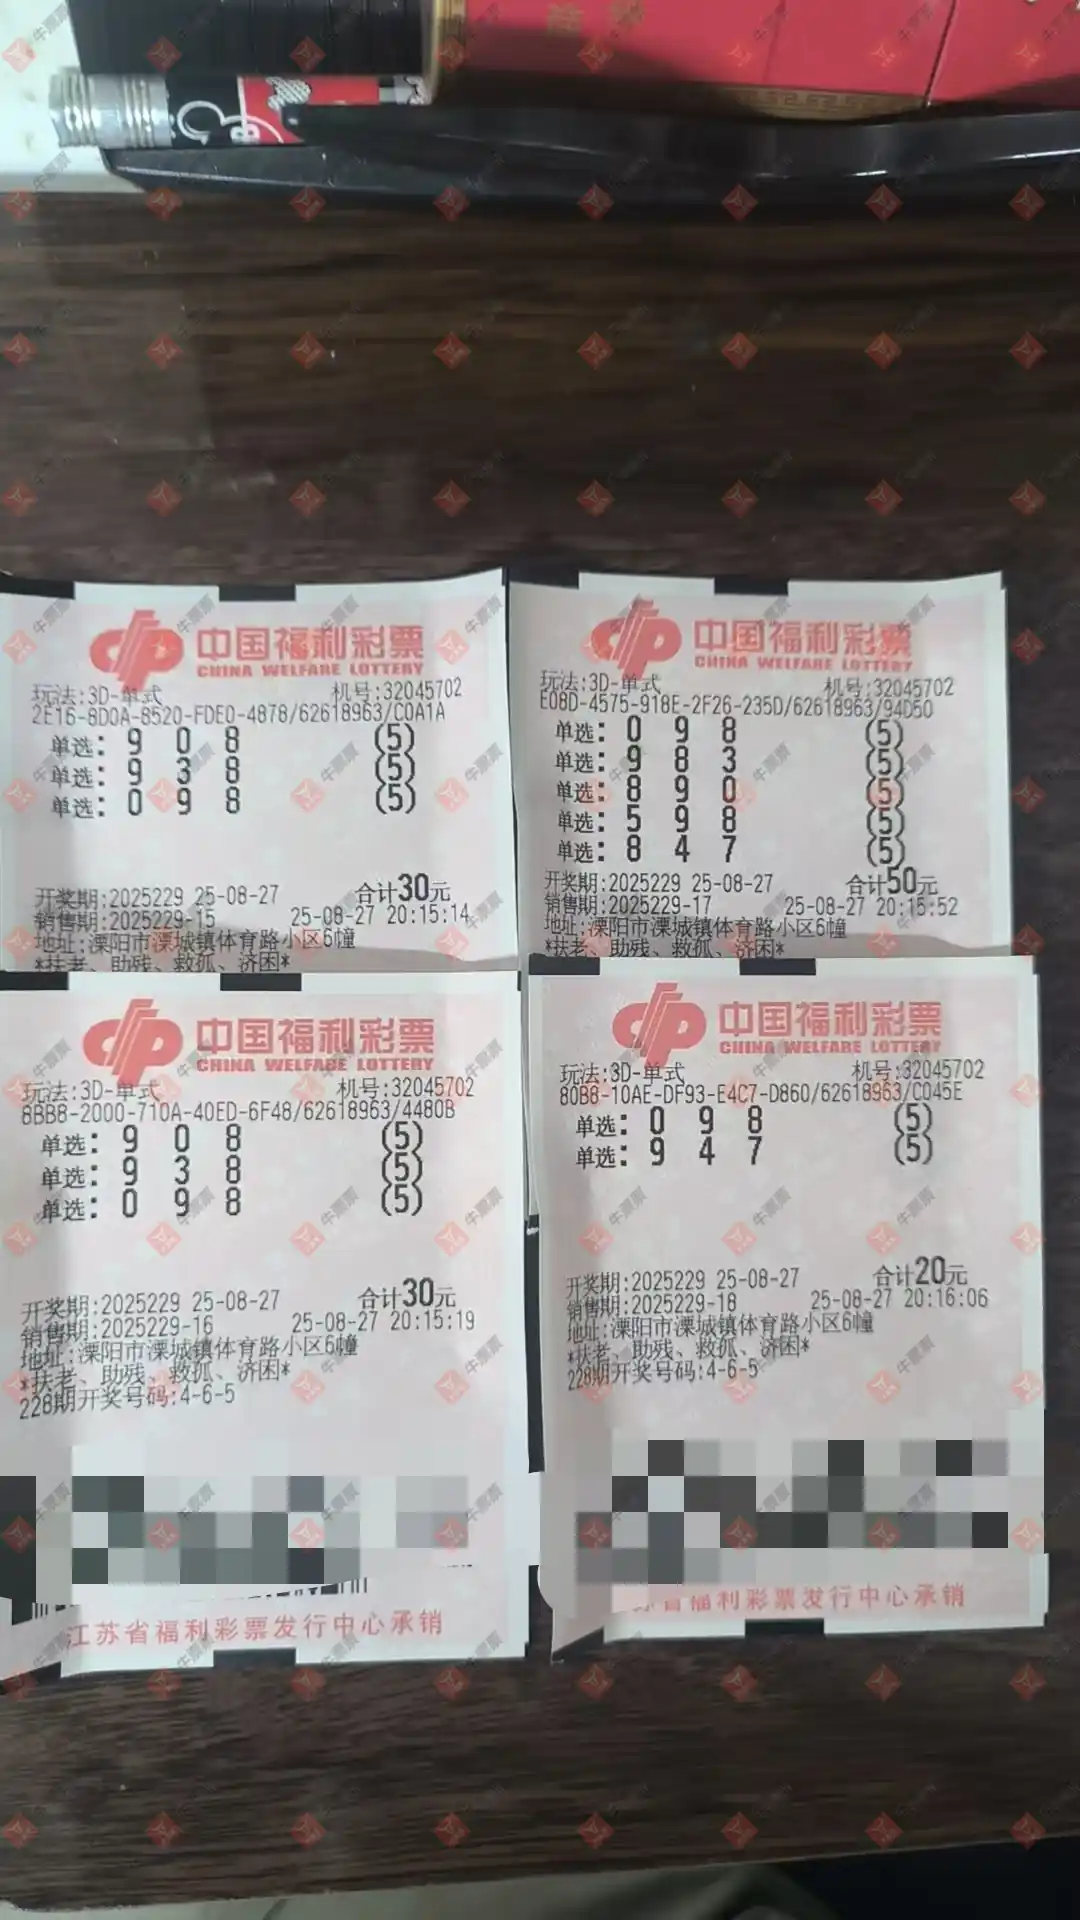 中国福利彩票
CHINA WELFARE LOTTERY
玩法:3D-单式 机号:32045702
2E16-8D0A-8520-FDE0-4878/62618963/C0A1A
单选: 9 0 8 (5)
单选: 9 3 8 (5)
单选: 0 9 8 (5)
合计30元
开奖期:2025229 25-08-27
销售期:2025229-15 25-08-27 20:15:14
地址:溧阳市溧城镇体育路小区6幢
*扶老、助残、救孤、济困*
中国福利彩票
CHINA WELFARE LOTTERY
玩法:3D-单式 机号:32045702
E08D-4575-918E-2F26-235D/62618963/94D50
单选: 0 9 8 (5)
单选: 9 8 3 (5)
单选: 8 9 0 (5)
单选: 5 9 8 (5)
单选: 8 4 7 (5)
开奖期:2025229 25-08-27 合计50元
销售期:2025229-17 25-08-27 20:15:52
地址:溧阳市溧城镇体育路小区6幢
*扶老、助残、救孤、济困*
中国福利彩票
CHINA WELFARE LOTTERY
玩法:3D-单式 机号:32045702
8BB8-2000-710A-40ED-6F48/62618963/4480B
单选: 9 0 8 (5)
单选: 9 3 8 (5)
单选: 0 9 8 (5)
合计30元
开奖期:2025229 25-08-27
销售期:2025229-16 25-08-27 20:15:19
地址:溧阳市溧城镇体育路小区6幢
*扶老、助残、救孤、济困*
228期开奖号码:4-6-5
江苏省福利彩票发行中心承销
中国福利彩票
CHINA WELFARE LOTTERY
玩法:3D-单式 机号:32045702
80B8-10AE-DF93-E4C7-D860/62618963/C045E
单选: 0 9 8 (5)
单选: 9 4 7 (5)
合计20元
开奖期:2025229 25-08-27
销售期:2025229-18 25-08-27 20:16:06
地址:溧阳市溧城镇体育路小区6幢
*扶老、助残、救孤、济困*
228期开奖号码:4-6-5
省福利彩票发行中心承销
牛票票